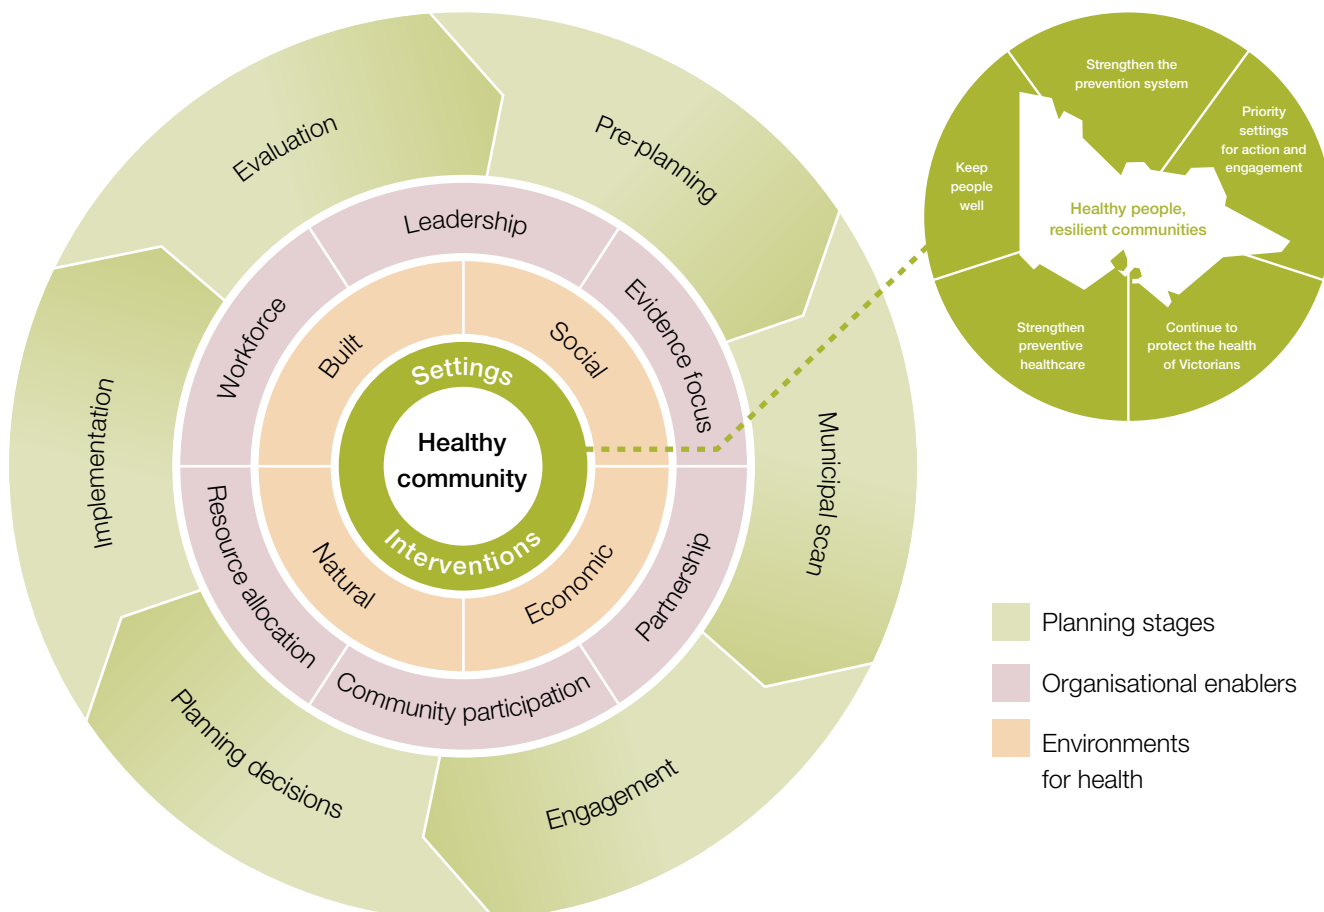 Evaluation
Pre-planning
Municipal scan
Engagement
Planning decisions
Implementation
Leadership
Evidence focus
Partnership
Community participation
Resource allocation
Workforce
Built
Social
Economic
Natural
Settings
Healthy
community
Interventions
Strengthen the
prevention system
Priority
settings
for action and
engagement
Keep
people
well
Healthy people,
resilient communities
Strengthen
preventive
healthcare
Continue to
protect the health
of Victorians
Planning stages
Organisational enablers
Environments
for health